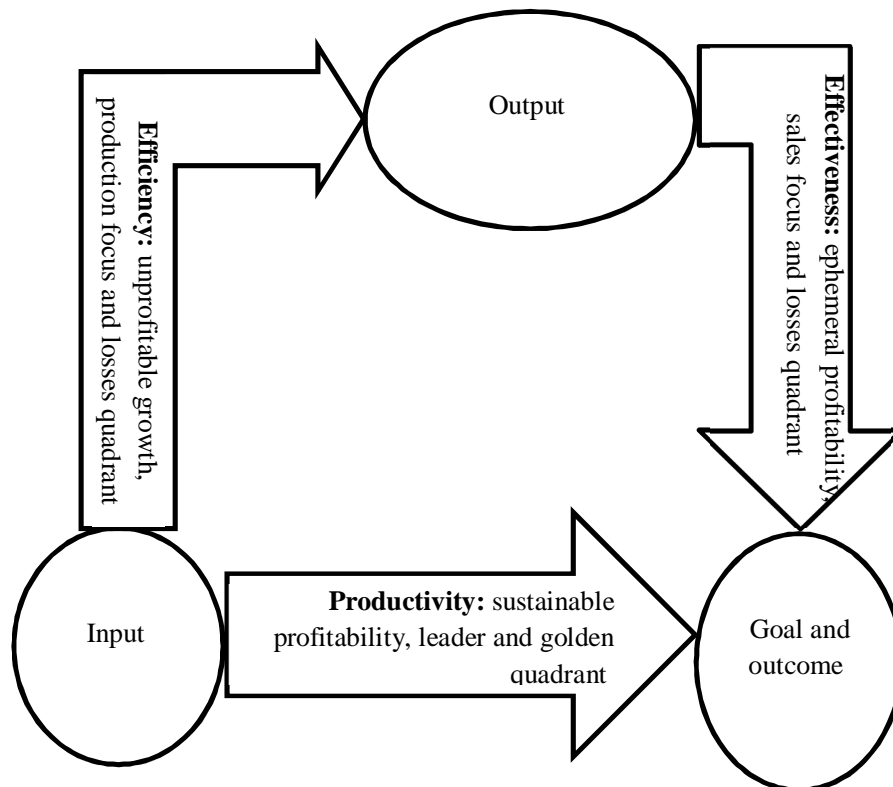 Output
Efficiency: unprofitable growth,
production focus and losses quadrant
Effectiveness: ephemeral profitability,
sales focus and losses quadrant
Input
Productivity: sustainable
profitability, leader and golden
quadrant
Goal and
outcome